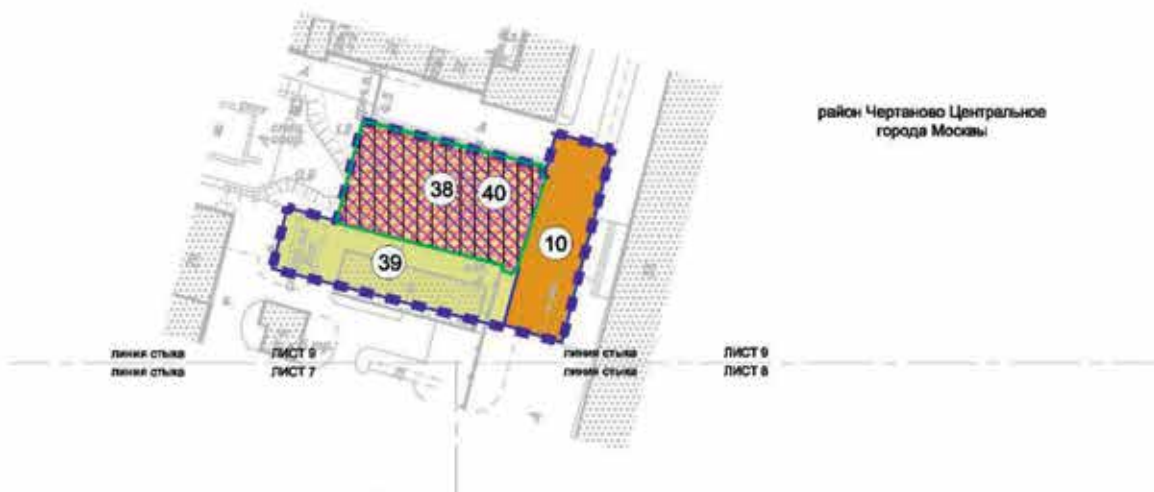 район Чертаново Центральное
города Москвы
38
40
10
39
линия стыка ЛИСТ 9 линия стыка ЛИСТ 9
линия стыка ЛИСТ 7 линия стыка ЛИСТ 8